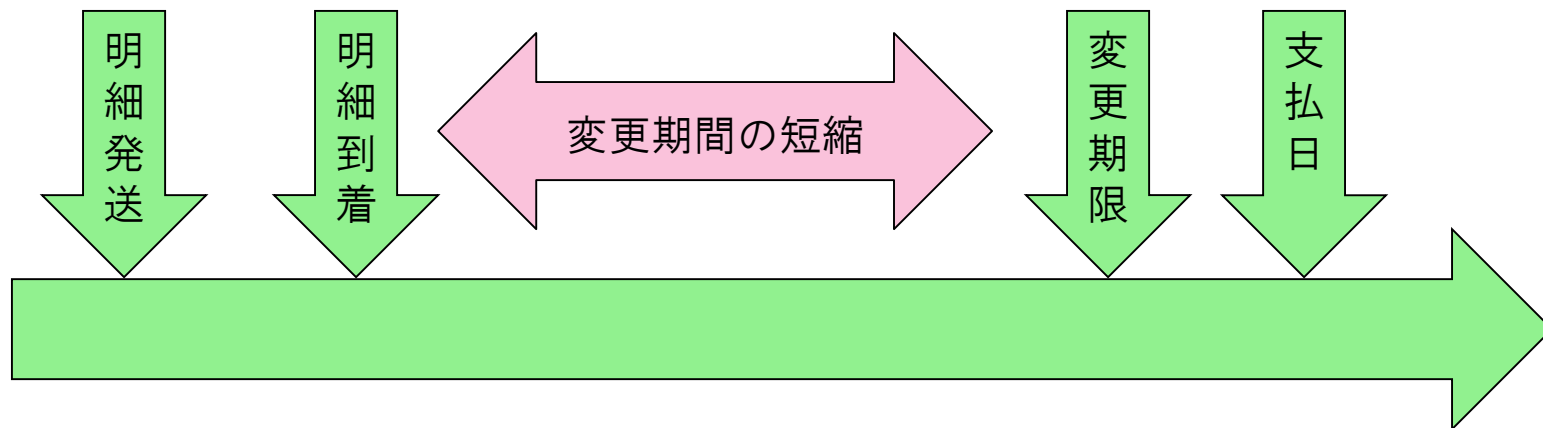 明細発送
明細到着
変更期間の短縮
変更期限
支払日